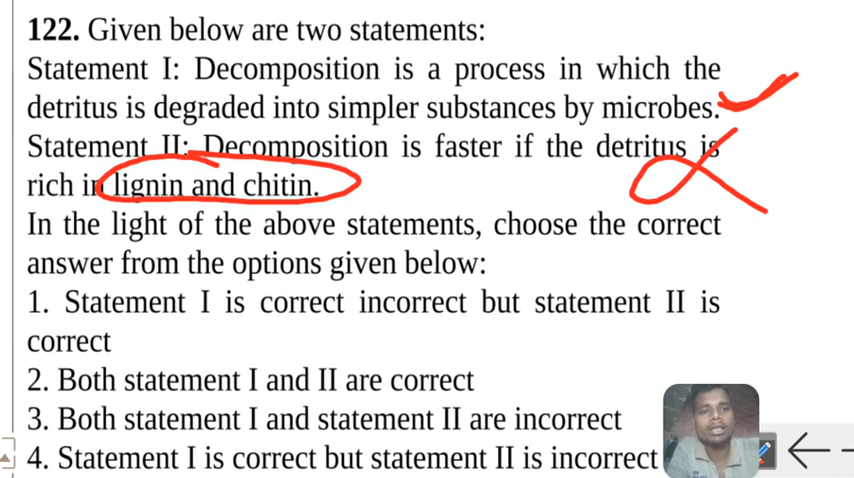 122. Given below are two statements:
Statement I: Decomposition is a process in which the
detritus is degraded into simpler substances by microbes.
Statement II: Decomposition is faster if the detritus is
rich in lignin and chitin.
In the light of the above statements, choose the correct
answer from the options given below:
1. Statement I is correct incorrect but statement II is
correct
2. Both statement I and II are correct
3. Both statement I and statement II are incorrect
4. Statement I is correct but statement II is incorrect